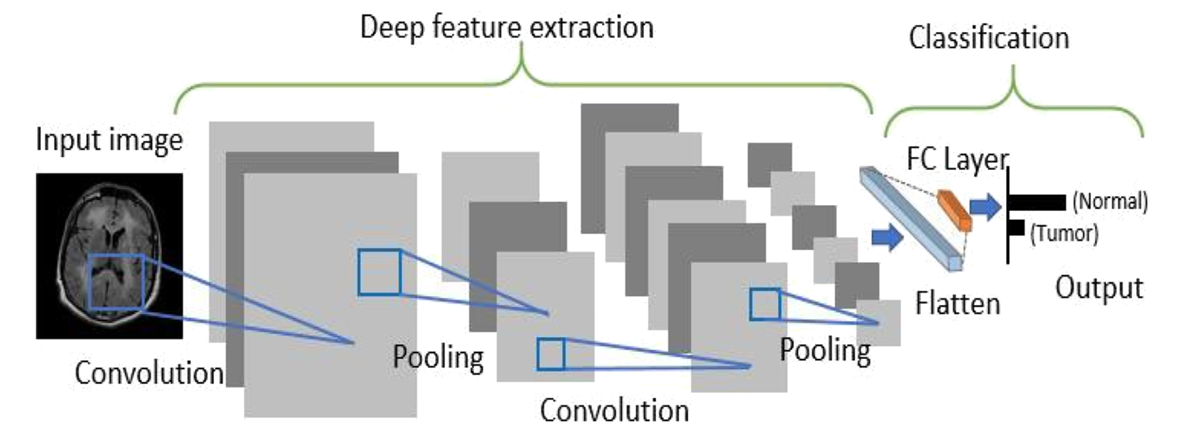 Deep feature extraction
Classification
Input image
FC Layer
(Normal)
(Tumor)
Output
Flatten
Pooling
Pooling
Convolution
Convolution